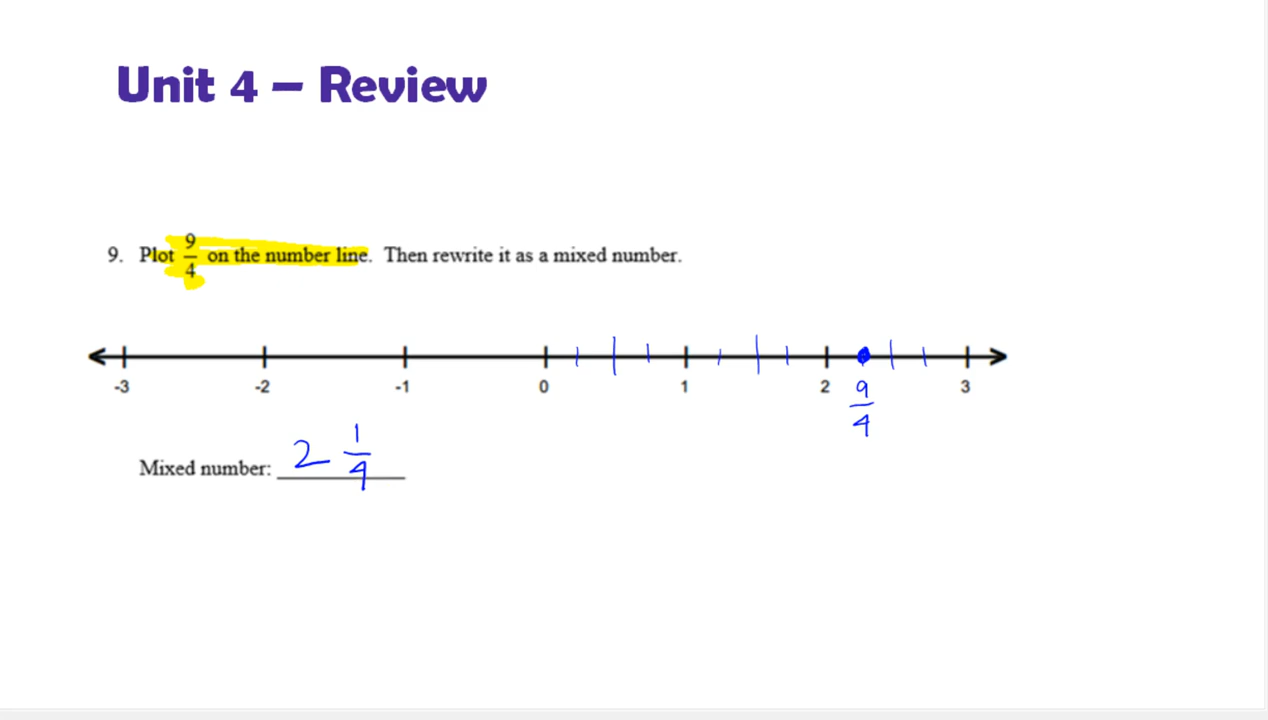 Unit 4 – Review
9. Plot 9/4 on the number line. Then rewrite it as a mixed number.
-3 -2 -1 0 1 2 3
9/4
Mixed number: 2 1/4